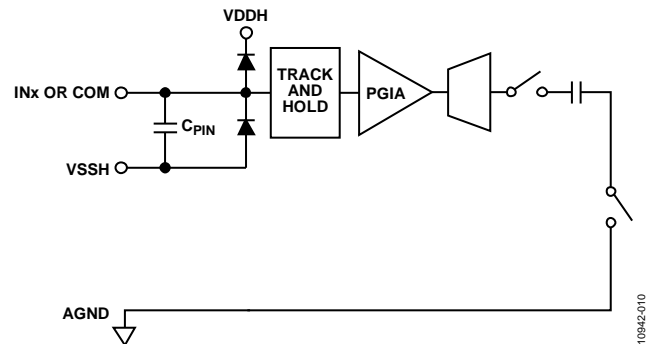 VDDH
INx OR COM
TRACK
AND
HOLD
PGIA
CPIN
VSSH
AGND
10942-010